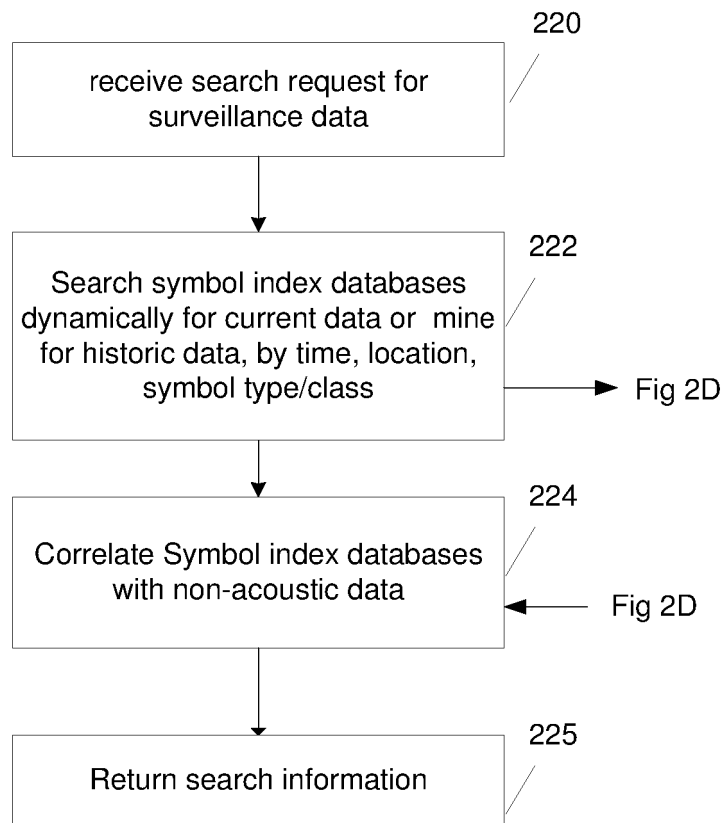 220
receive search request for
surveillance data
222
Search symbol index databases
dynamically for current data or mine
for historic data, by time, location,
symbol type/class
Fig 2D
224
Correlate Symbol index databases
with non-acoustic data
Fig 2D
225
Return search information